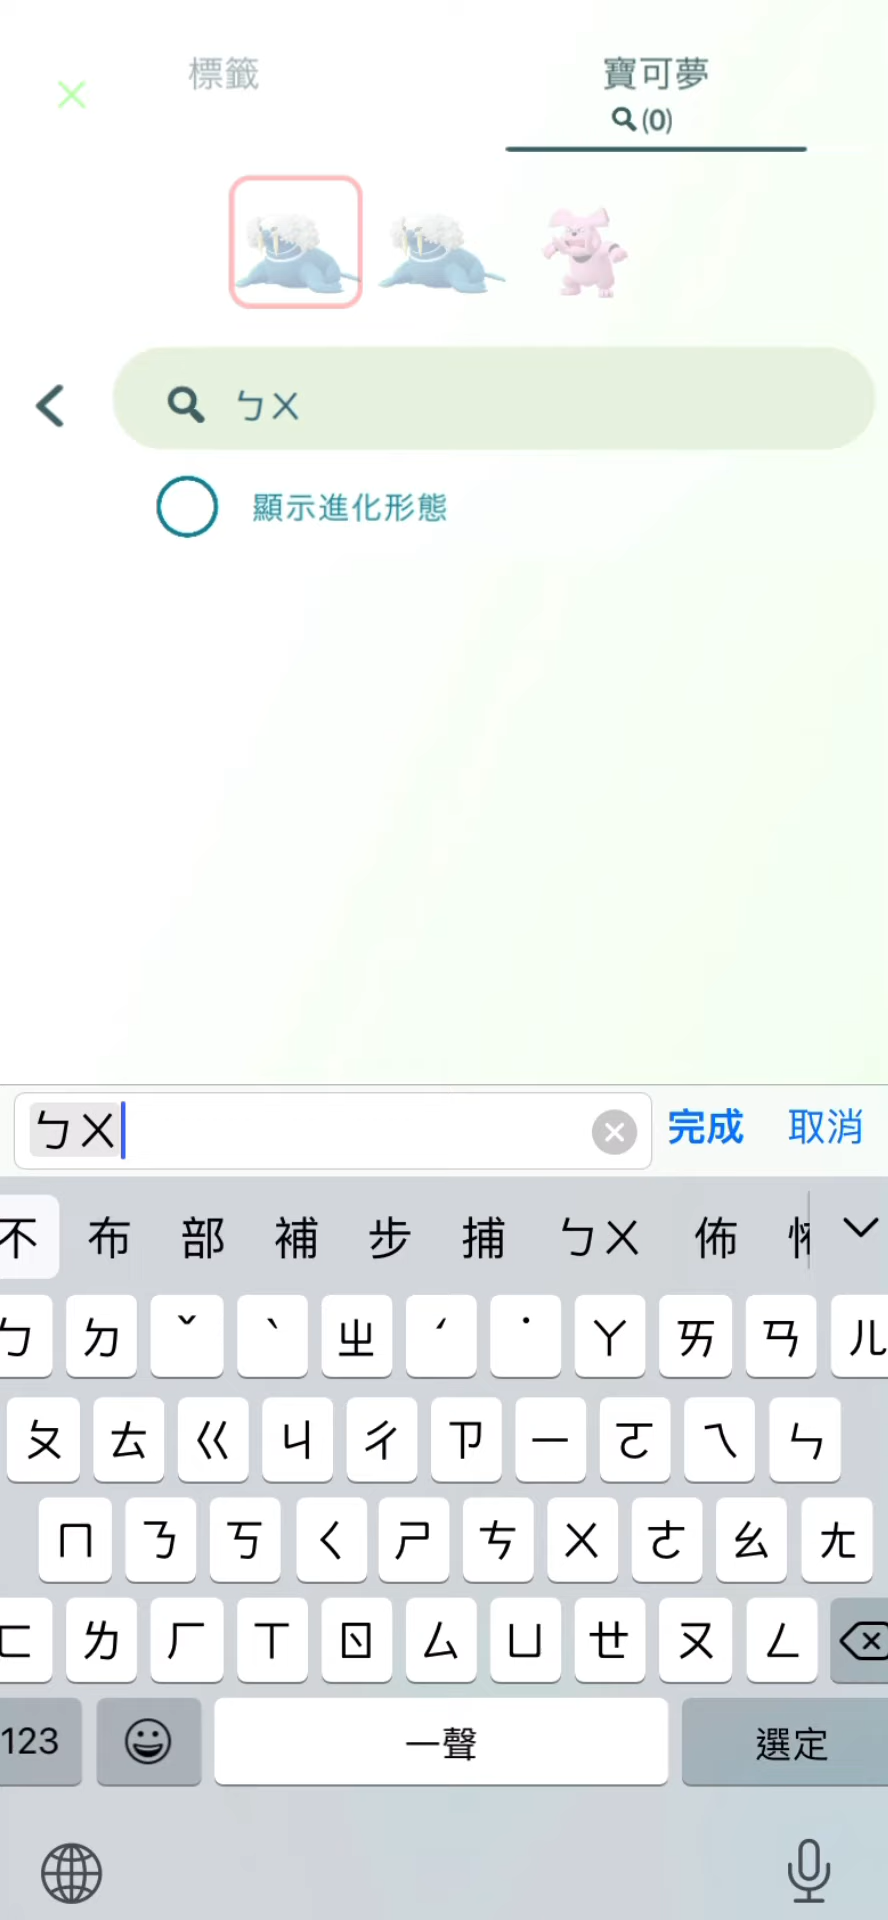 標籤
寶可夢
(0)
ㄅㄨ
顯示進化形態
ㄅㄨ 完成 取消
不 布 部 補 步 捕 ㄅㄨ 佈
ㄅ ㄉ ˇ ˋ ㄓ ˊ ˙ ㄚ ㄞ ㄢ ㄦ
ㄆ ㄊ ㄍ ㄐ ㄔ ㄗ ㄧ ㄛ ㄟ ㄣ
ㄇ ㄋ ㄎ ㄑ ㄕ ㄘ ㄨ ㄜ ㄠ ㄤ
ㄈ ㄌ ㄏ ㄒ ㄖ ㄙ ㄩ ㄝ ㄡ ㄥ
123 一聲 選定